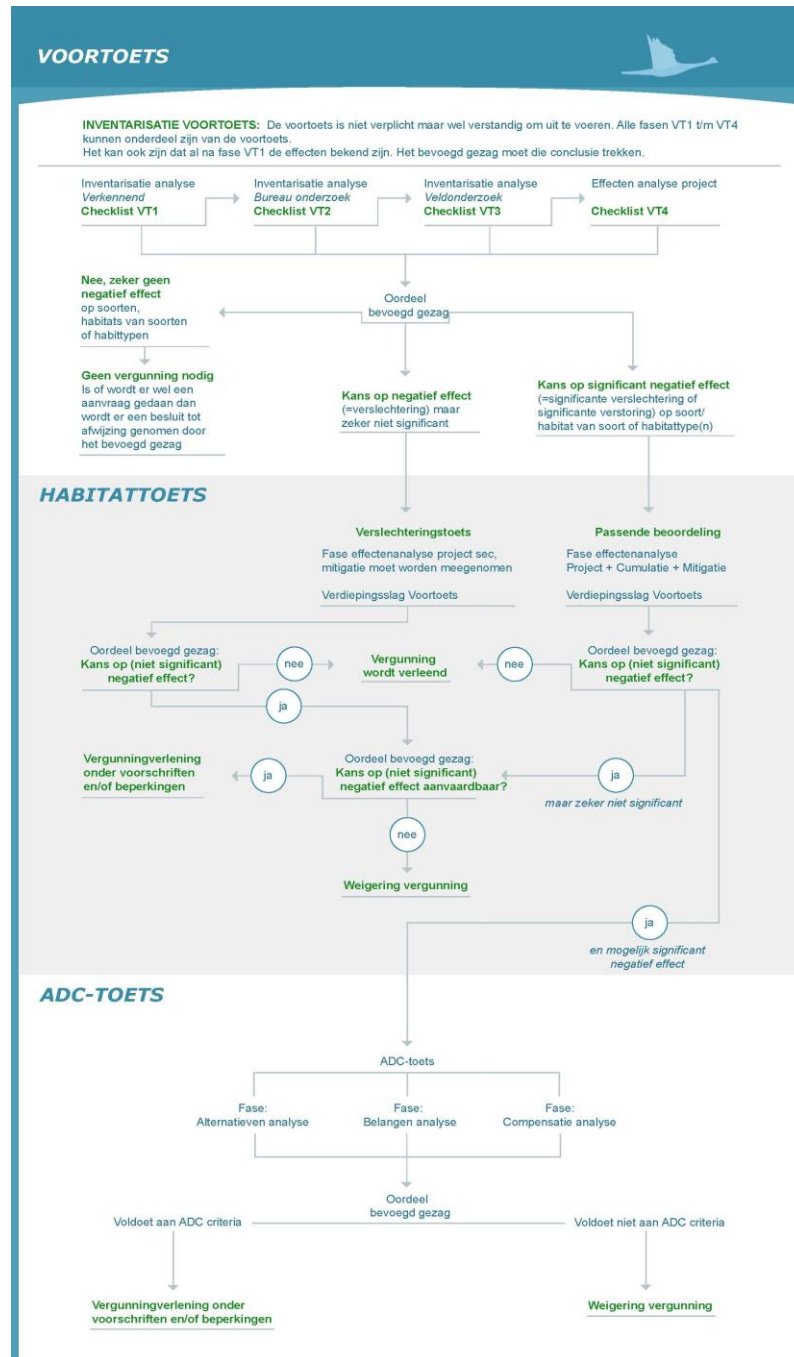 VOORTOETS
INVENTARISATIE VOORTOETS: De voortoets is niet verplicht maar wel verstandig om uit te voeren. Alle fasen VT1 t/m VT4
kunnen onderdeel zijn van de voortoets.
Het kan ook zijn dat al na fase VT1 de effecten bekend zijn. Het bevoegd gezag moet die conclusie trekken.
Inventarisatie analyse
Verkennend
Checklist VT1
Inventarisatie analyse
Bureau onderzoek
Checklist VT2
Inventarisatie analyse
Veldonderzoek
Checklist VT3
Effecten analyse project
Checklist VT4
Nee, zeker geen
negatief effect
op soorten,
habitats van soorten
of habittypen
Oordeel
bevoegd gezag
Geen vergunning nodig
Is of wordt er wel een
aanvraag gedaan dan
wordt er een besluit tot
afwijzing genomen door
het bevoegd gezag
Kans op negatief effect
(=verslechtering) maar
zeker niet significant
Kans op significant negatief effect
(=significante verslechtering of
significante verstoring) op soort/
habitat van soort of habitattype(n)
HABITATTOETS
Verslechteringstoets
Fase effectenanalyse project sec,
mitigatie moet worden meegenomen
Verdiepingsslag Voortoets
Passende beoordeling
Fase effectenanalyse
Project + Cumulatie + Mitigatie
Verdiepingsslag Voortoets
Oordeel bevoegd gezag:
Kans op (niet significant)
negatief effect?
nee
Vergunning
wordt verleend
nee
Oordeel bevoegd gezag:
Kans op (niet significant)
negatief effect?
ja
Vergunningverlening
onder voorschriften
en/of beperkingen
ja
Oordeel bevoegd gezag:
Kans op (niet significant)
negatief effect aanvaardbaar?
ja
maar zeker niet significant
nee
Weigering vergunning
ja
en mogelijk significant
negatief effect
ADC-TOETS
ADC-toets
Fase:
Alternatieven analyse
Fase:
Belangen analyse
Fase:
Compensatie analyse
Oordeel
bevoegd gezag
Voldoet aan ADC criteria
Voldoet niet aan ADC criteria
Vergunningverlening onder
voorschriften en/of beperkingen
Weigering vergunning